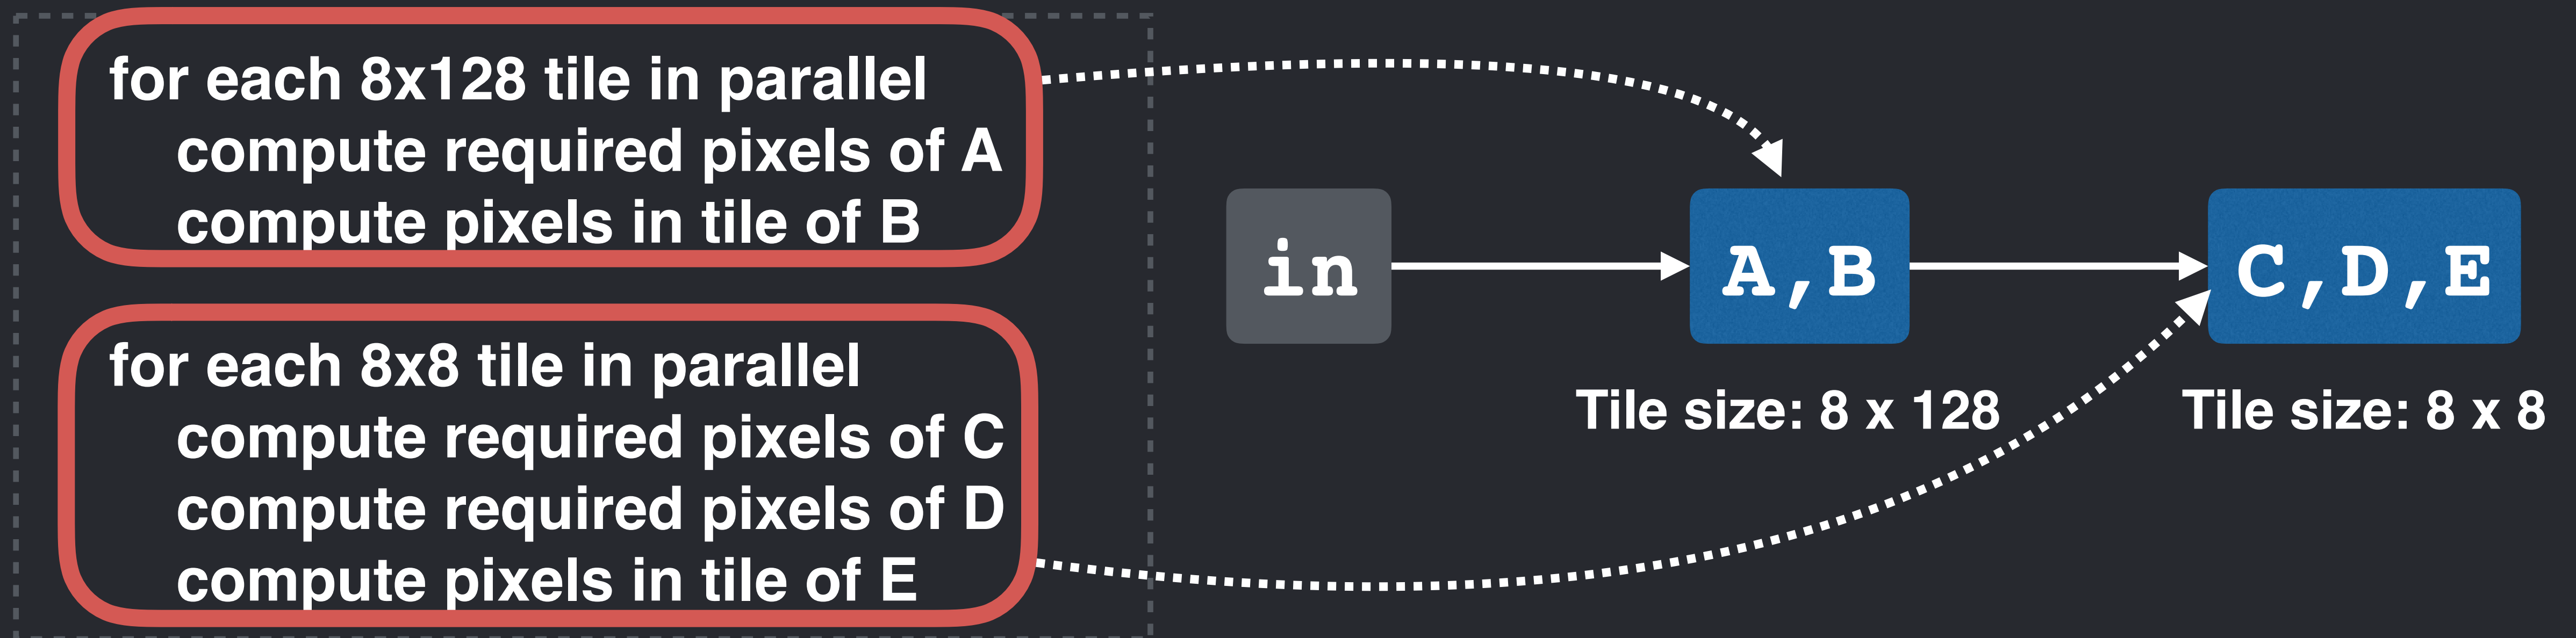 for each 8x128 tile in parallel
compute required pixels of A
compute pixels in tile of B
for each 8x8 tile in parallel
compute required pixels of C
compute required pixels of D
compute pixels in tile of E
in
A,B
C,D,E
Tile size: 8 x 128
Tile size: 8 x 8